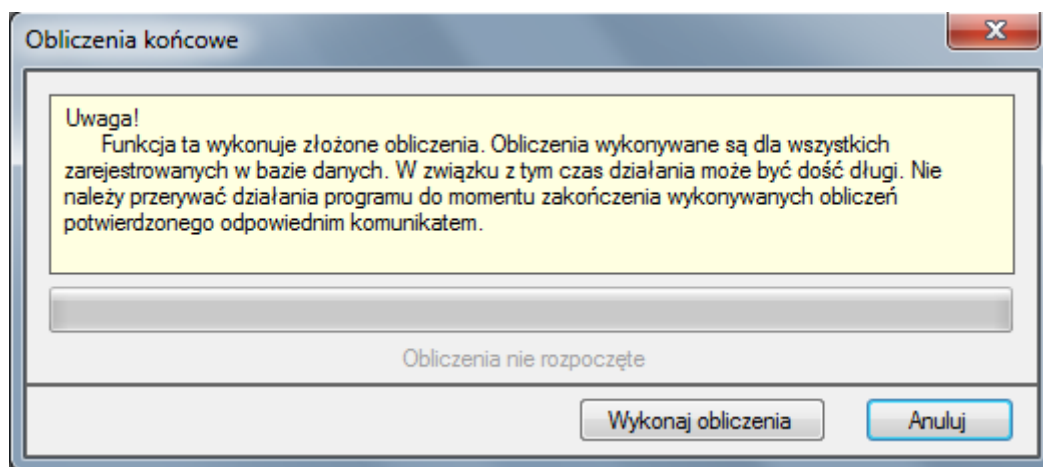 Obliczenia końcowe
Uwaga!
Funkcja ta wykonuje złożone obliczenia. Obliczenia wykonywane są dla wszystkich
zarejestrowanych w bazie danych. W związku z tym czas działania może być dość długi. Nie
należy przerywać działania programu do momentu zakończenia wykonywanych obliczeń
potwierdzonego odpowiednim komunikatem.
Obliczenia nie rozpoczęte
Wykonaj obliczenia
Anuluj